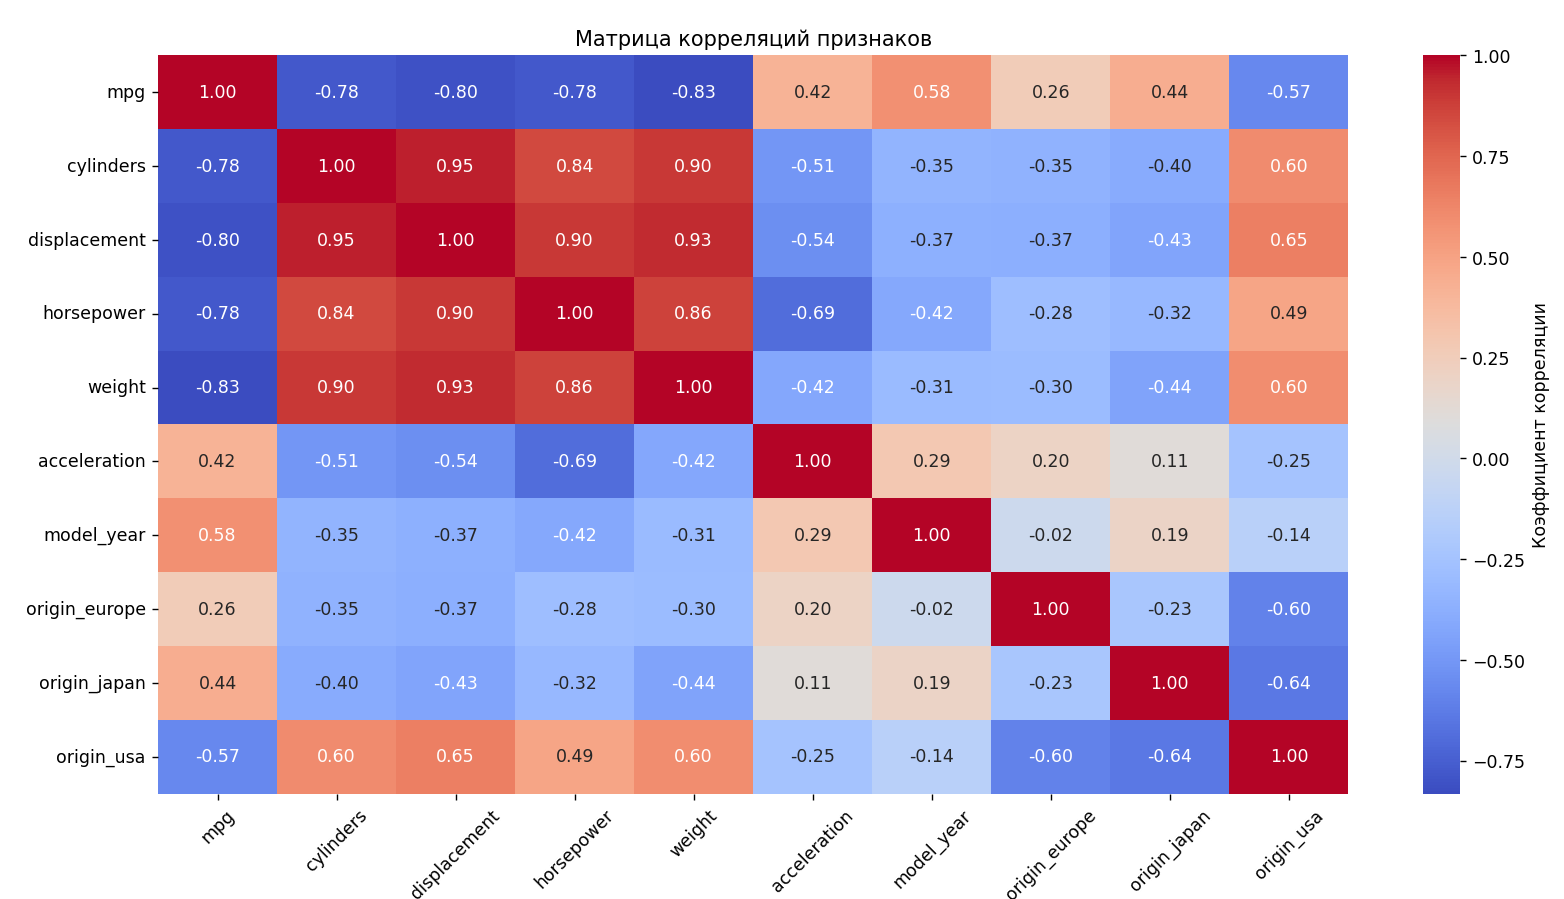 Матрица корреляций признаков
mpg 1.00 -0.78 -0.80 -0.78 -0.83 0.42 0.58 0.26 0.44 -0.57
cylinders -0.78 1.00 0.95 0.84 0.90 -0.51 -0.35 -0.35 -0.40 0.60
displacement -0.80 0.95 1.00 0.90 0.93 -0.54 -0.37 -0.37 -0.43 0.65
horsepower -0.78 0.84 0.90 1.00 0.86 -0.69 -0.42 -0.28 -0.32 0.49
weight -0.83 0.90 0.93 0.86 1.00 -0.42 -0.31 -0.30 -0.44 0.60
acceleration 0.42 -0.51 -0.54 -0.69 -0.42 1.00 0.29 0.20 0.11 -0.25
model_year 0.58 -0.35 -0.37 -0.42 -0.31 0.29 1.00 -0.02 0.19 -0.14
origin_europe 0.26 -0.35 -0.37 -0.28 -0.30 0.20 -0.02 1.00 -0.23 -0.60
origin_japan 0.44 -0.40 -0.43 -0.32 -0.44 0.11 0.19 -0.23 1.00 -0.64
origin_usa -0.57 0.60 0.65 0.49 0.60 -0.25 -0.14 -0.60 -0.64 1.00
mpg cylinders displacement horsepower weight acceleration model_year origin_europe origin_japan origin_usa
1.00
0.75
0.50
0.25
0.00
−0.25
−0.50
−0.75
Коэффициент корреляции